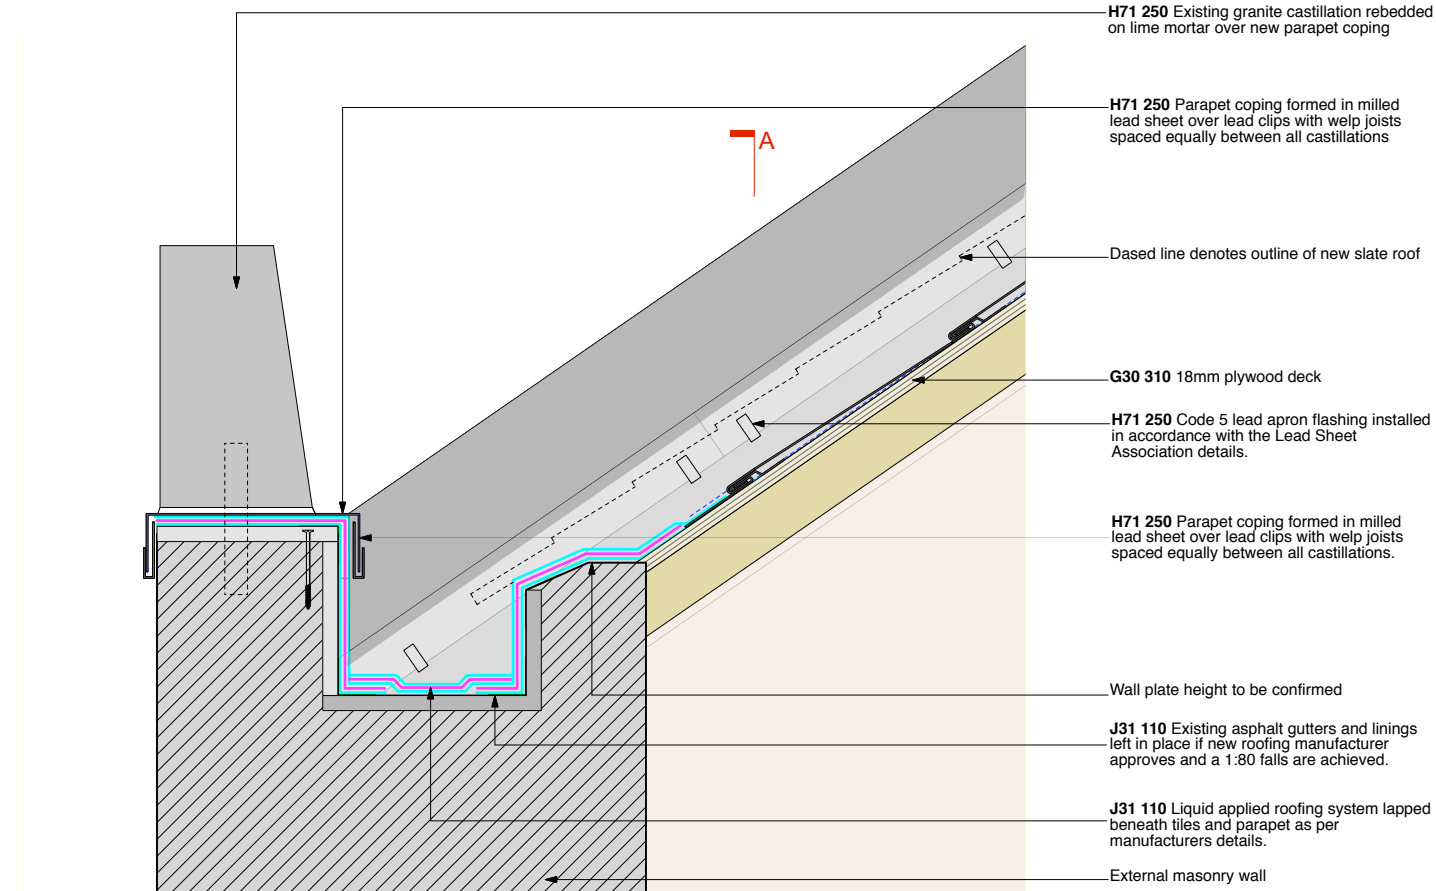 H71 250 Existing granite castillation rebedded
on lime mortar over new parapet coping
H71 250 Parapet coping formed in milled
lead sheet over lead clips with welp joists
spaced equally between all castillations
A
Dased line denotes outline of new slate roof
G30 310 18mm plywood deck
H71 250 Code 5 lead apron flashing installed
in accordance with the Lead Sheet
Association details.
H71 250 Parapet coping formed in milled
lead sheet over lead clips with welp joists
spaced equally between all castillations.
Wall plate height to be confirmed
J31 110 Existing asphalt gutters and linings
left in place if new roofing manufacturer
approves and a 1:80 falls are achieved.
J31 110 Liquid applied roofing system lapped
beneath tiles and parapet as per
manufacturers details.
External masonry wall